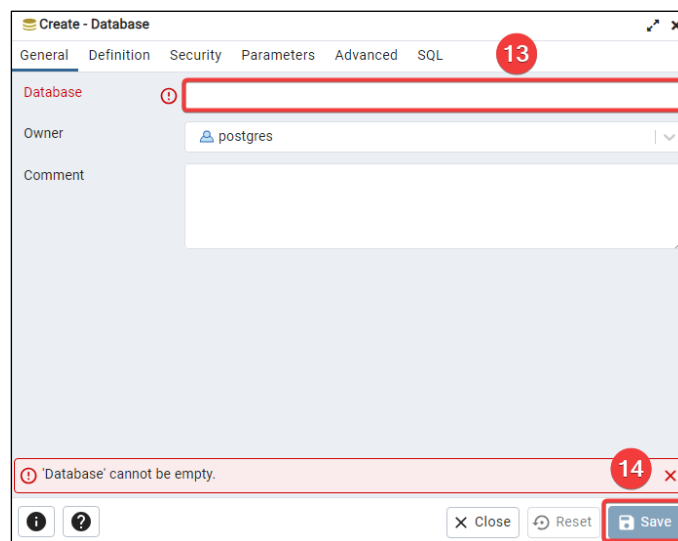 Create - Database
General Definition Security Parameters Advanced SQL 13
Database
Owner postgres
Comment
'Database' cannot be empty. 14
Close Reset Save